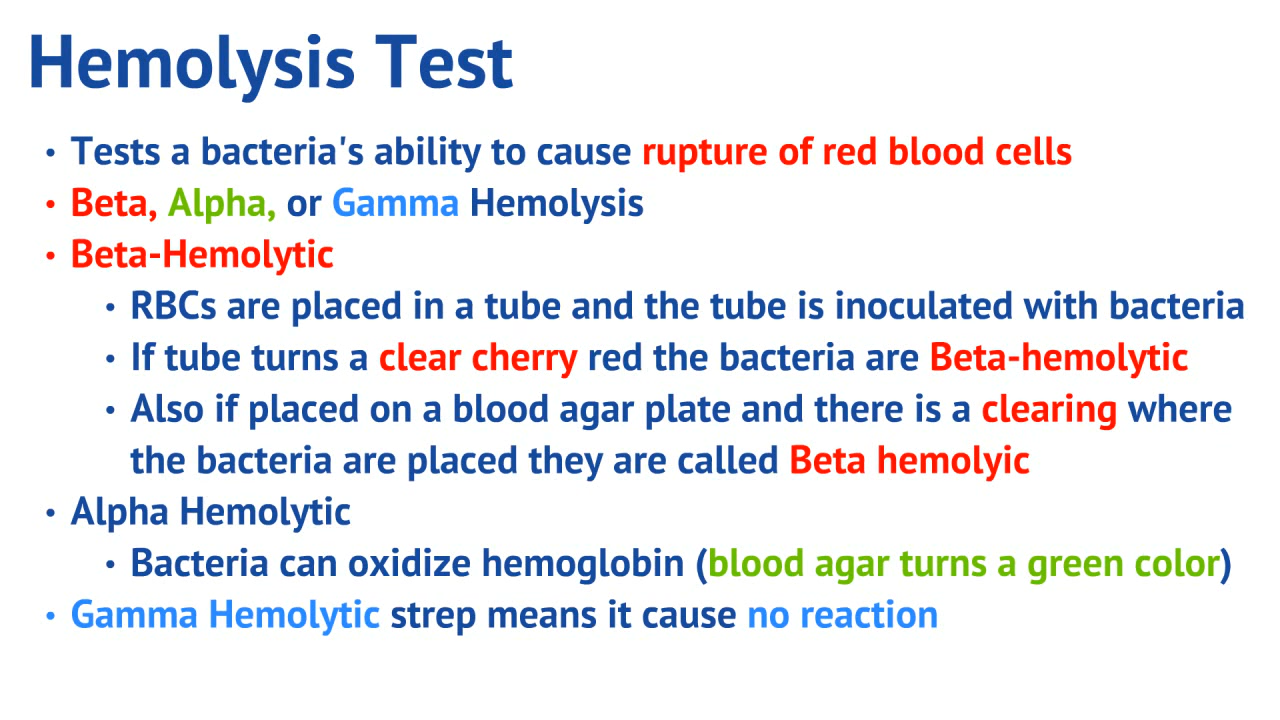 Hemolysis Test
• Tests a bacteria's ability to cause rupture of red blood cells
• Beta, Alpha, or Gamma Hemolysis
• Beta-Hemolytic
• RBCs are placed in a tube and the tube is inoculated with bacteria
• If tube turns a clear cherry red the bacteria are Beta-hemolytic
• Also if placed on a blood agar plate and there is a clearing where
the bacteria are placed they are called Beta hemolyic
• Alpha Hemolytic
• Bacteria can oxidize hemoglobin (blood agar turns a green color)
• Gamma Hemolytic strep means it cause no reaction